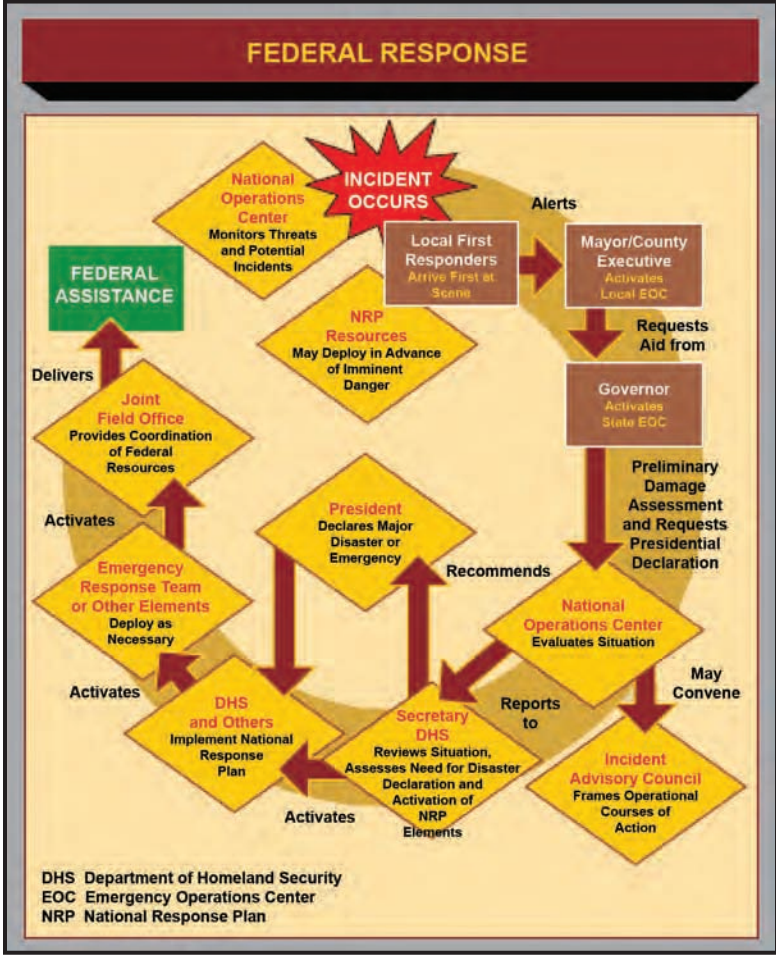 FEDERAL RESPONSE
INCIDENT
OCCURS
National
Operations
Center
Monitors Threats
and Potential
Incidents
Alerts
Local First
Responders
Arrive First at
Scene
Mayor/County
Executive
Activates
Local EOC
FEDERAL
ASSISTANCE
NRP
Resources
May Deploy in Advance
of Imminent
Danger
Requests
Aid from
Delivers
Governor
Activates
State EOC
Joint
Field Office
Provides Coordination
of Federal
Resources
Preliminary
Damage
Assessment
and Requests
Presidential
Declaration
President
Declares Major
Disaster or
Emergency
Activates
Recommends
Emergency
Response Team
or Other Elements
Deploy as
Necessary
National
Operations Center
Evaluates Situation
May
Convene
Activates
Reports
to
DHS
and Others
Implement National
Response
Plan
Secretary
DHS
Reviews Situation,
Assesses Need for Disaster
Declaration and
Activation of
NRP
Elements
Incident
Advisory Council
Frames Operational
Courses of
Action
Activates
DHS Department of Homeland Security
EOC Emergency Operations Center
NRP National Response Plan